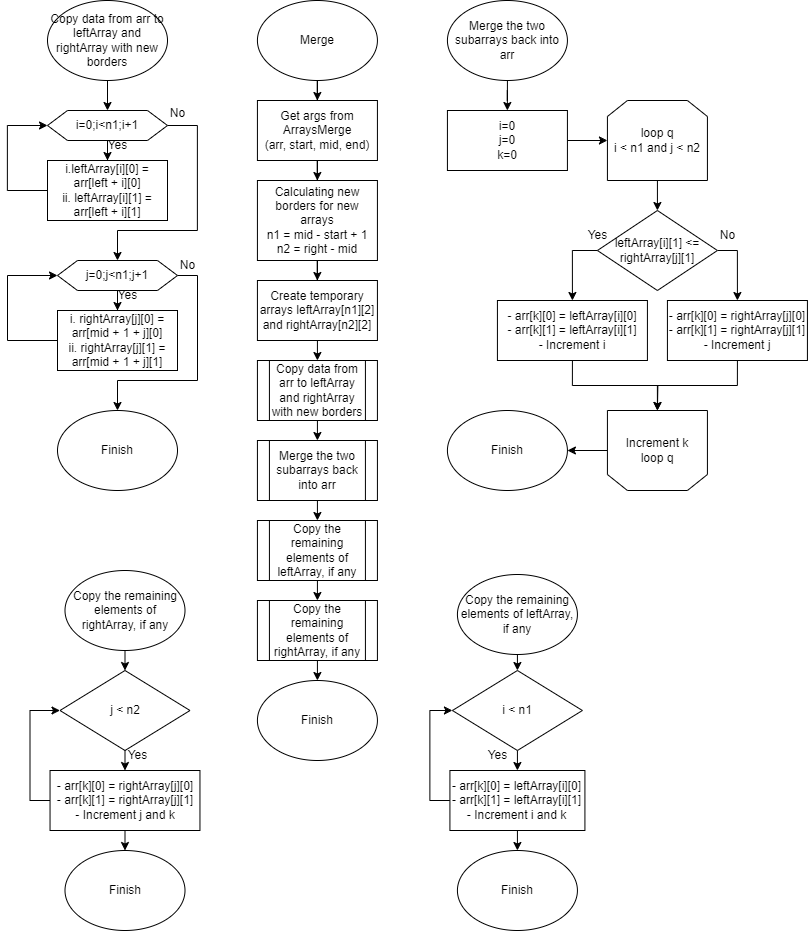 Copy data from arr to
leftArray and
rightArray with new
borders
i=0;i<n1;i+1
No
Yes
i.leftArray[i][0] =
arr[left + i][0]
ii. leftArray[i][1] =
arr[left + i][1]
j=0;j<n1;j+1
No
Yes
i. rightArray[j][0] =
arr[mid + 1 + j][0]
ii. rightArray[j][1] =
arr[mid + 1 + j][1]
Finish
Merge
Get args from
ArraysMerge
(arr, start, mid, end)
Calculating new
borders for new
arrays
n1 = mid - start + 1
n2 = right - mid
Create temporary
arrays leftArray[n1][2]
and rightArray[n2][2]
Copy data from
arr to leftArray
and rightArray
with new borders
Merge the two
subarrays back
into arr
Copy the
remaining
elements of
leftArray, if any
Copy the
remaining
elements of
rightArray, if any
Finish
Merge the two
subarrays back into
arr
i=0
j=0
k=0
loop q
i < n1 and j < n2
Yes
leftArray[i][1] <=
rightArray[j][1]
No
- arr[k][0] = leftArray[i][0]
- arr[k][1] = leftArray[i][1]
- Increment i
- arr[k][0] = rightArray[j][0]
- arr[k][1] = rightArray[j][1]
- Increment j
Increment k
loop q
Finish
Copy the remaining
elements of
rightArray, if any
j < n2
Yes
- arr[k][0] = rightArray[j][0]
- arr[k][1] = rightArray[j][1]
- Increment j and k
Finish
Copy the remaining
elements of leftArray,
if any
i < n1
Yes
- arr[k][0] = leftArray[i][0]
- arr[k][1] = leftArray[i][1]
- Increment i and k
Finish